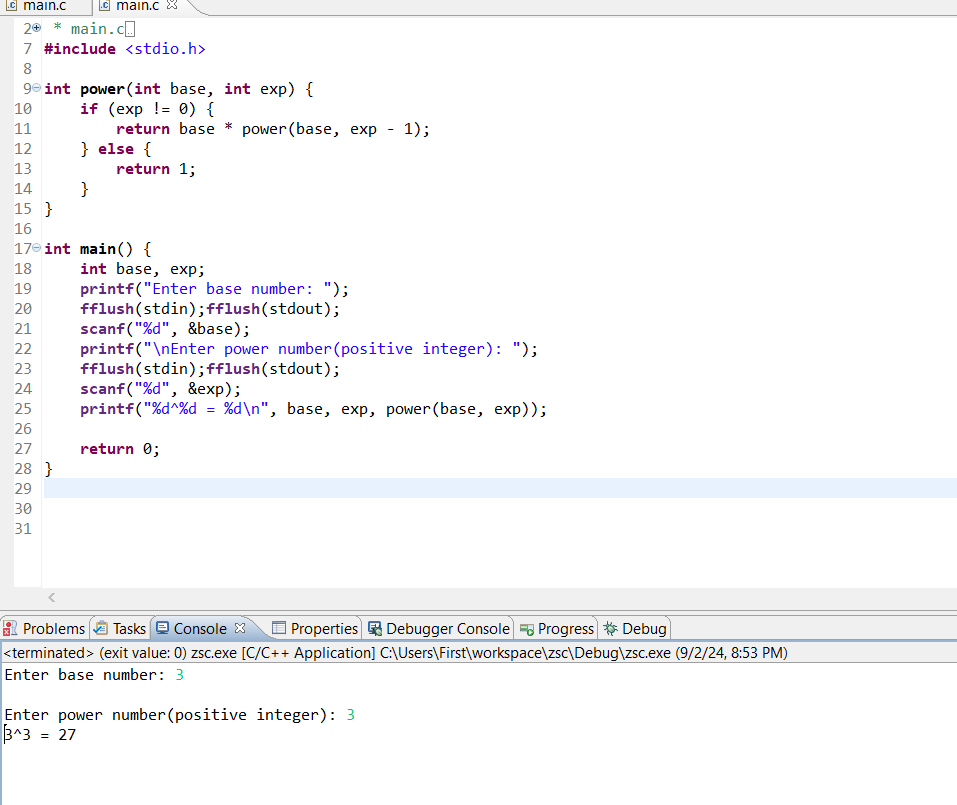 main.c main.c
2 * main.c
7 #include <stdio.h>
8
9 int power(int base, int exp) {
10     if (exp != 0) {
11         return base * power(base, exp - 1);
12     } else {
13         return 1;
14     }
15 }
16
17 int main() {
18     int base, exp;
19     printf("Enter base number: ");
20     fflush(stdin);fflush(stdout);
21     scanf("%d", &base);
22     printf("\nEnter power number(positive integer): ");
23     fflush(stdin);fflush(stdout);
24     scanf("%d", &exp);
25     printf("%d^%d = %d\n", base, exp, power(base, exp));
26
27     return 0;
28 }
29
30
31
Problems Tasks Console Properties Debugger Console Progress Debug
<terminated> (exit value: 0) zsc.exe [C/C++ Application] C:\Users\First\workspace\zsc\Debug\zsc.exe (9/2/24, 8:53 PM)
Enter base number: 3
Enter power number(positive integer): 3
3^3 = 27